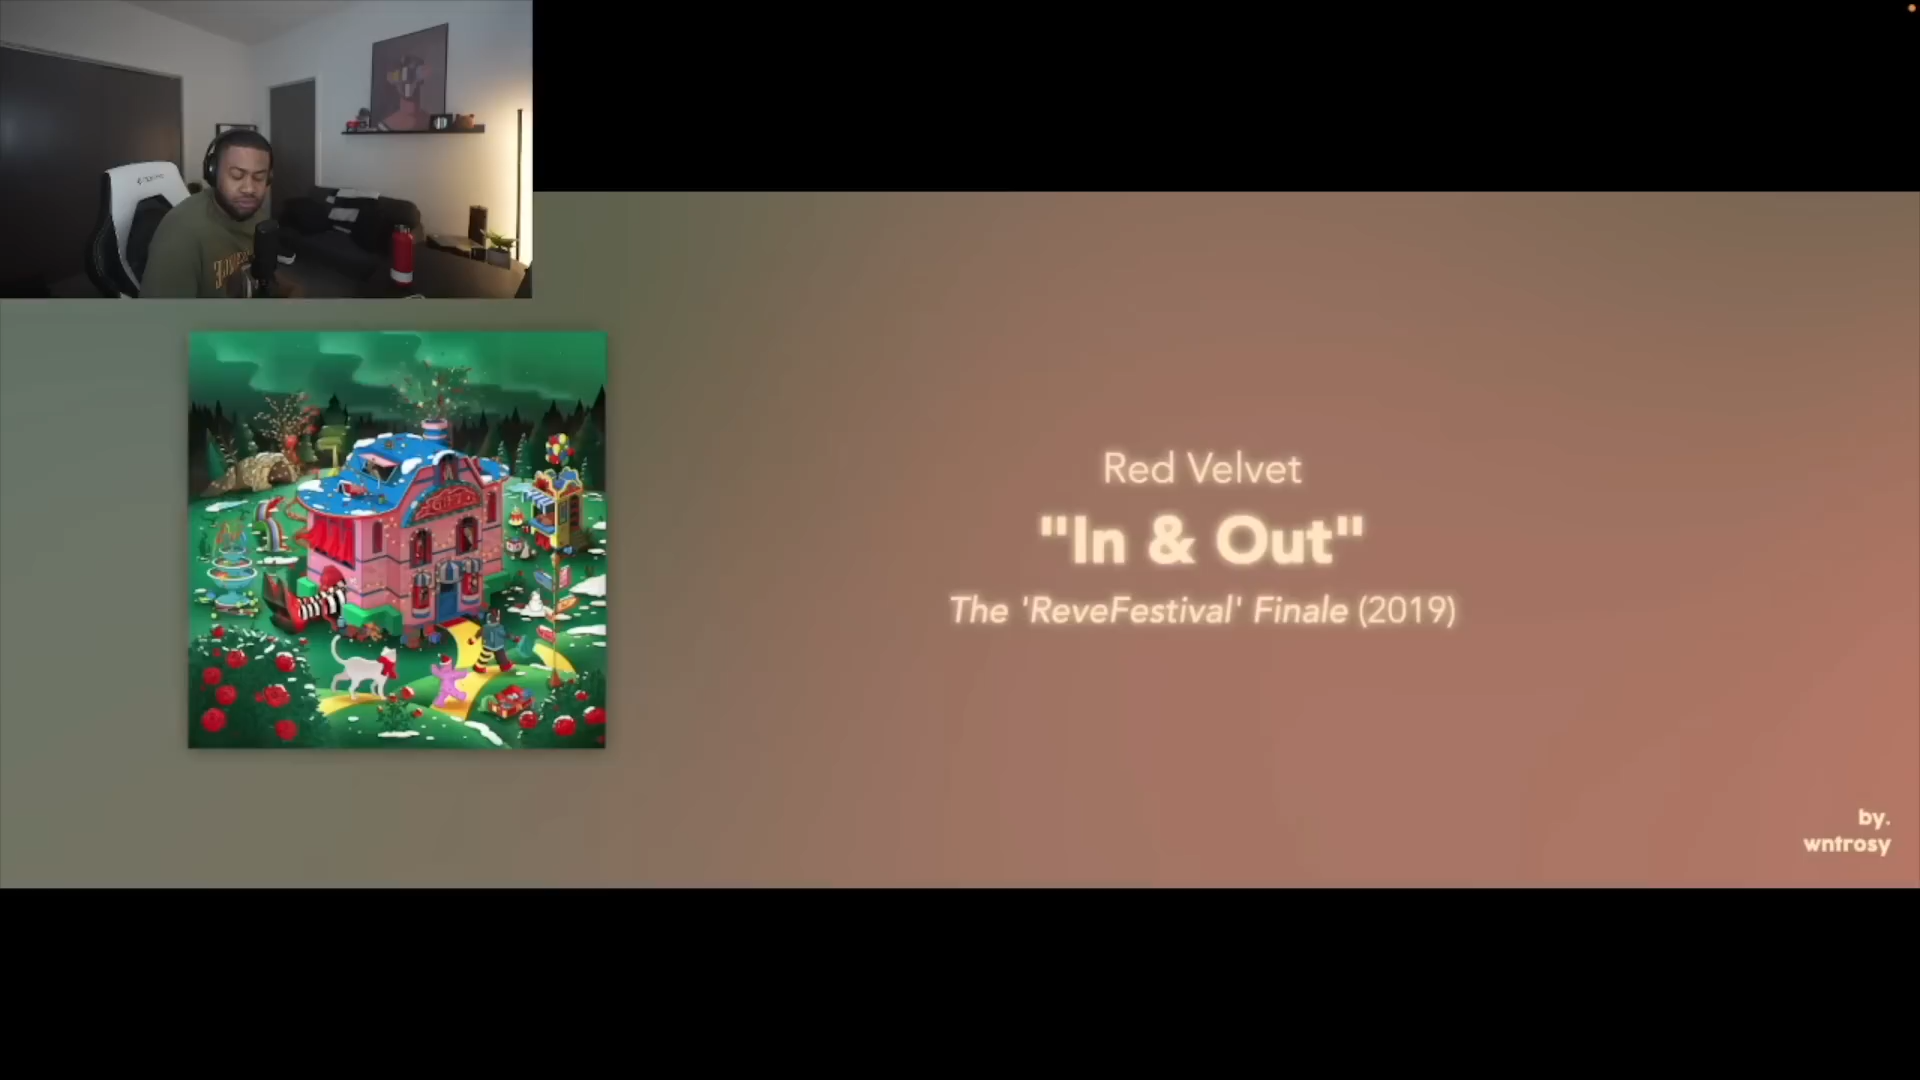 Red Velvet
"In & Out"
The 'ReveFestival' Finale (2019)
by.
wntrosy